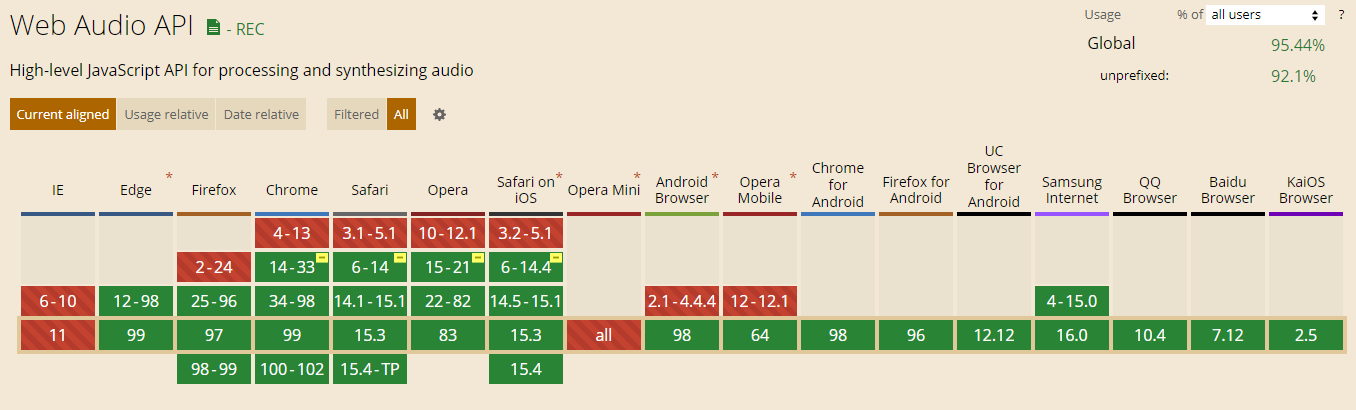 Web Audio API - REC
Usage % of all users ?
Global 95.44%
unprefixed: 92.1%
High-level JavaScript API for processing and synthesizing audio
Current aligned Usage relative Date relative Filtered All
IE
Edge *
Firefox
Chrome
Safari
Opera
Safari on iOS *
Opera Mini *
Android Browser *
Opera Mobile *
Chrome for Android
Firefox for Android
UC Browser for Android
Samsung Internet
QQ Browser
Baidu Browser
KaiOS Browser
4-13 3.1-5.1 10-12.1 3.2-5.1
2-24 14-33 6-14 15-21 6-14.4
6-10 12-98 25-96 34-98 14.1-15.1 22-82 14.5-15.1 2.1-4.4.4 12-12.1 4-15.0
11 99 97 99 15.3 83 15.3 all 98 64 98 96 12.12 16.0 10.4 7.12 2.5
98-99 100-102 15.4-TP 15.4